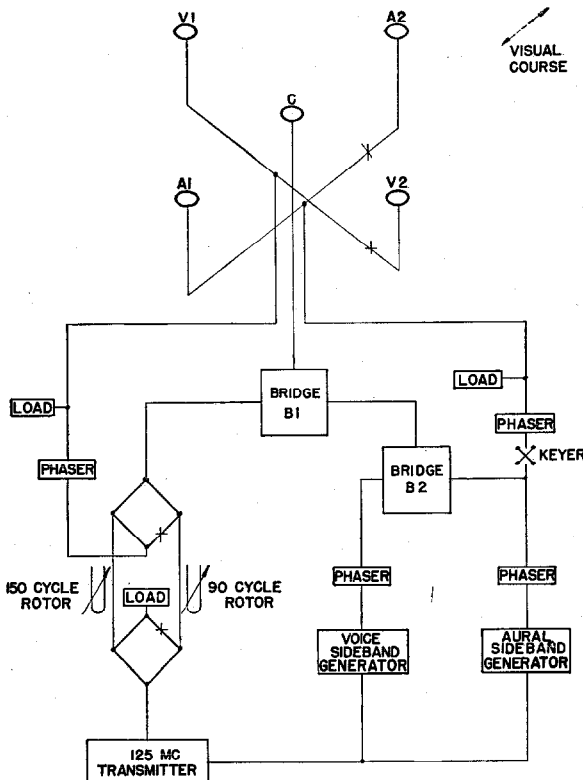 V1
A2
VISUAL
COURSE
C
A1
V2
BRIDGE
B1
LOAD
LOAD
PHASER
KEYER
BRIDGE
B2
PHASER
150 CYCLE
ROTOR
LOAD
90 CYCLE
ROTOR
PHASER
PHASER
VOICE
SIDEBAND
GENERATOR
AURAL
SIDEBAND
GENERATOR
125 MC
TRANSMITTER